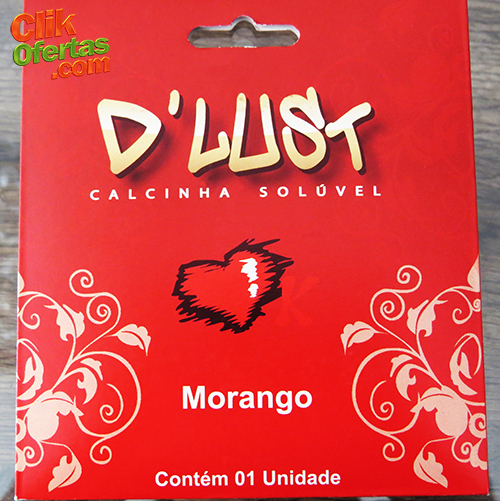 Clik
Ofertas
.com
D'LUST
CALCINHA SOLÚVEL
Morango
Contém 01 Unidade